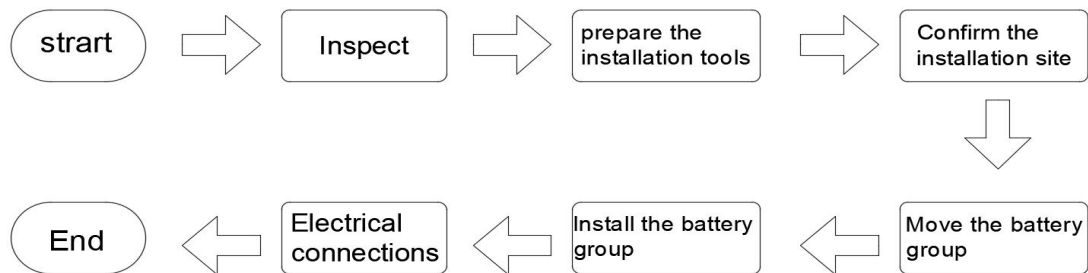 strart
Inspect
prepare the
installation tools
Confirm the
installation site
Move the battery
group
Install the battery
group
Electrical
connections
End